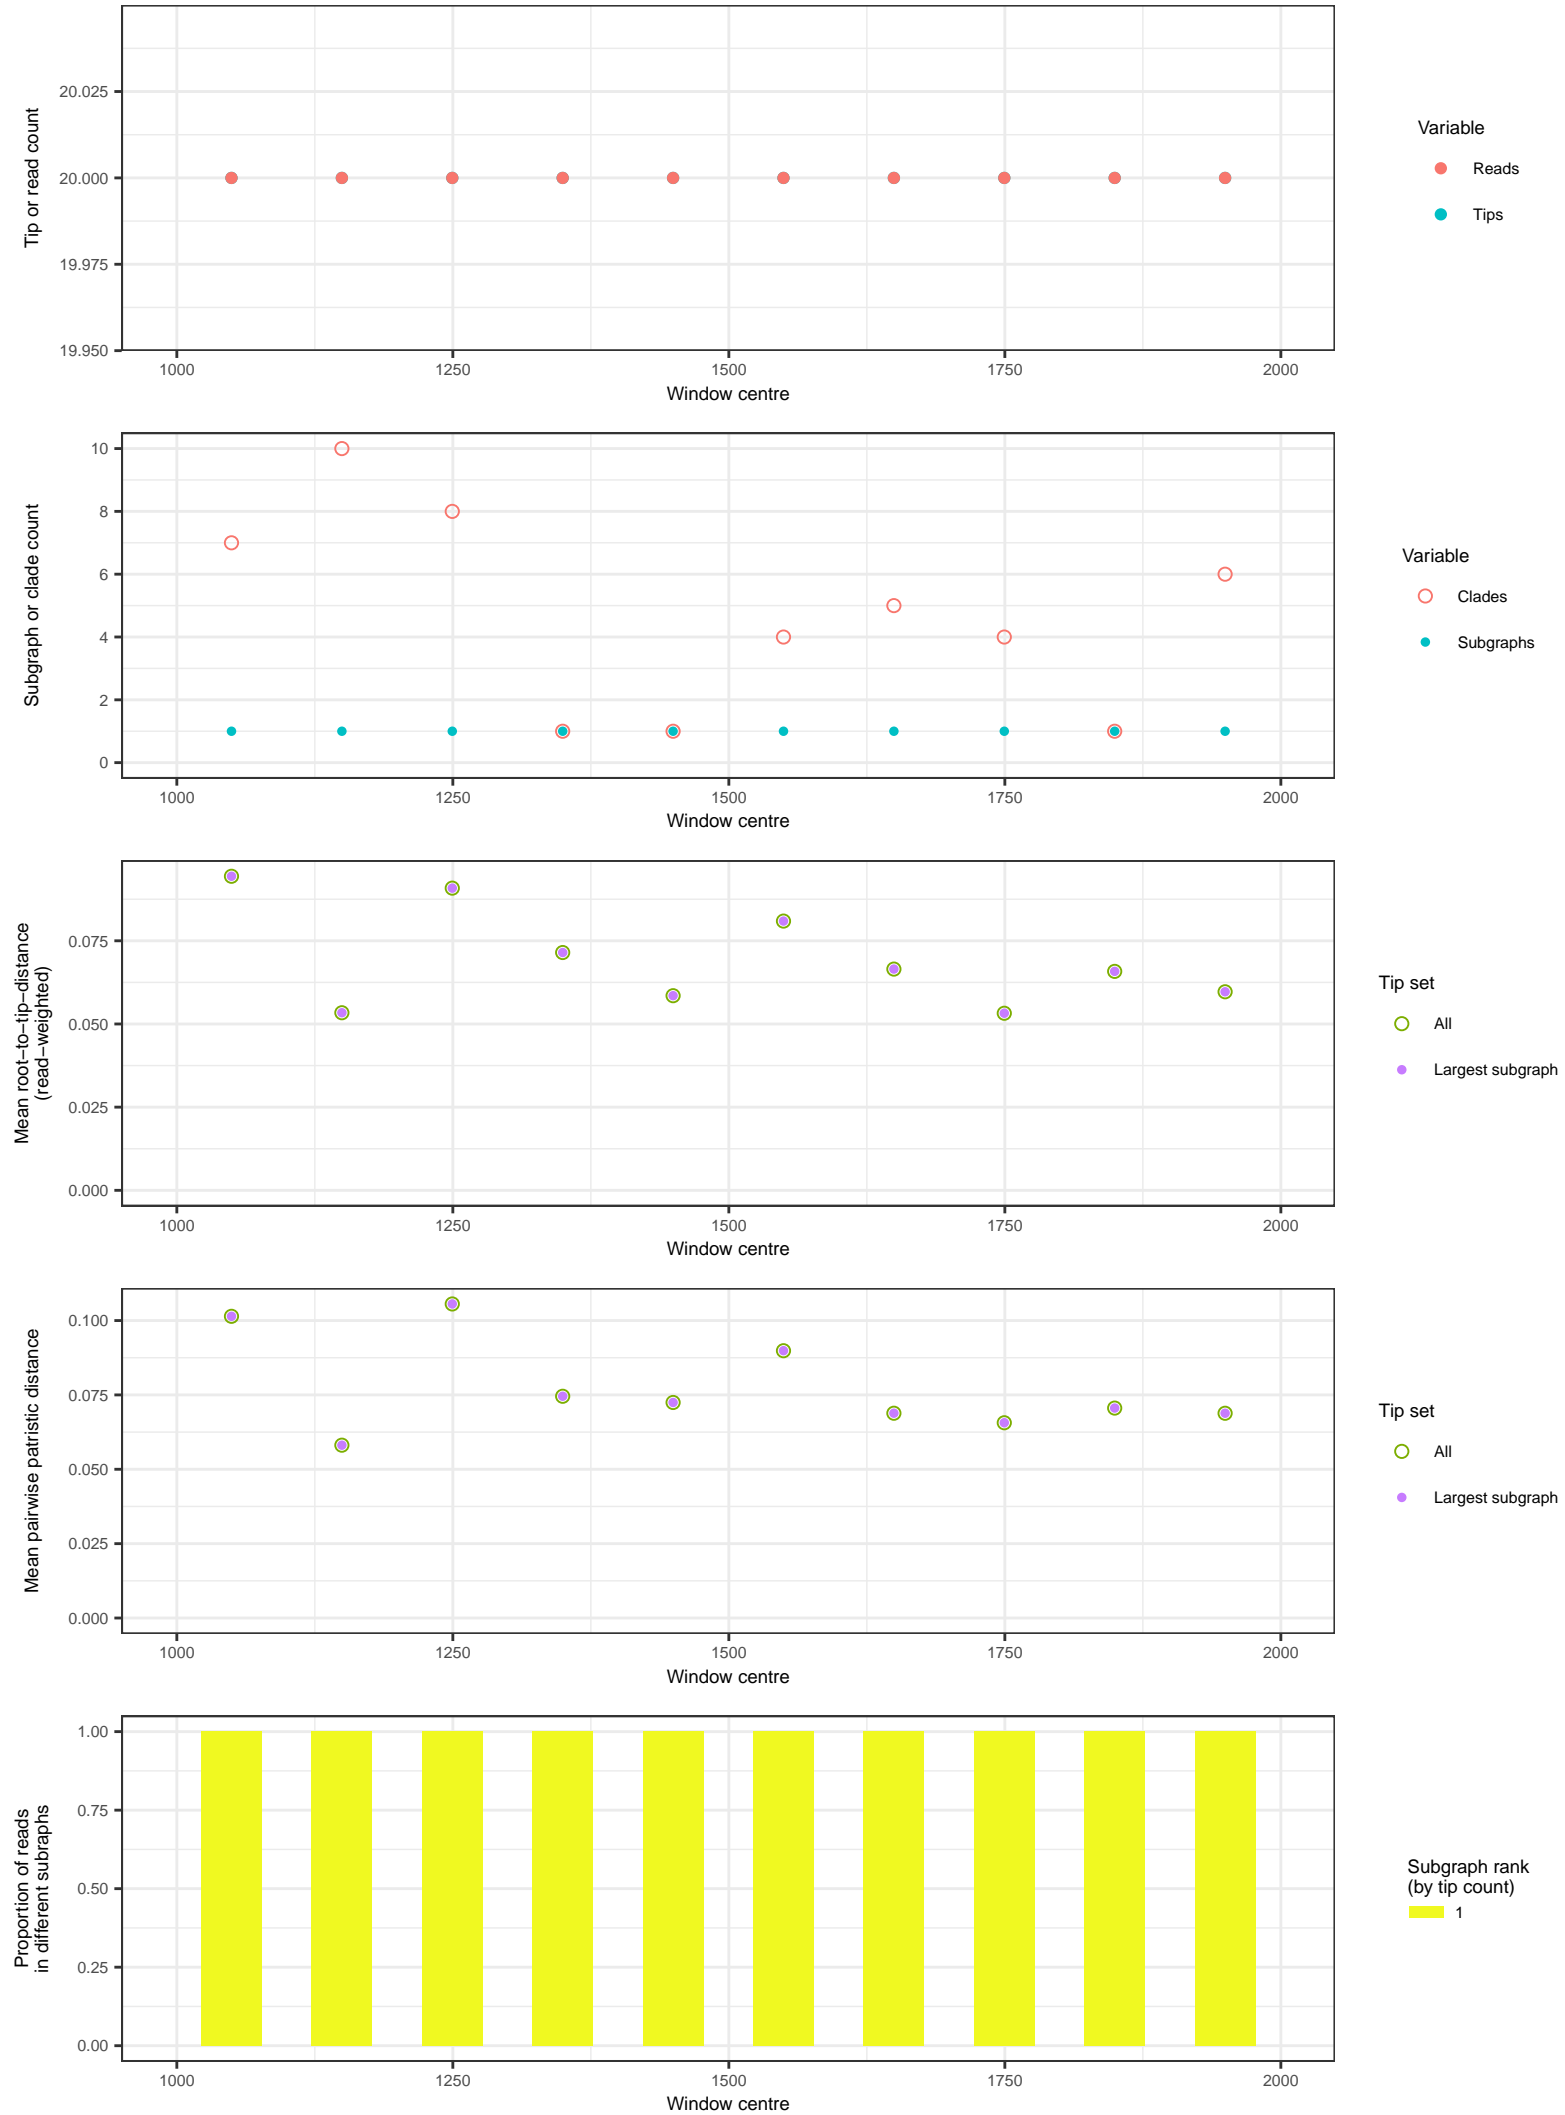 Tip or read count
20.025
20.000
19.975
19.950
1000 1250 1500 1750 2000
Window centre
Variable
Reads
Tips
Subgraph or clade count
10
8
6
4
2
0
1000 1250 1500 1750 2000
Window centre
Variable
Clades
Subgraphs
Mean root−to−tip−distance
(read−weighted)
0.075
0.050
0.025
0.000
1000 1250 1500 1750 2000
Window centre
Tip set
All
Largest subgraph
Mean pairwise patristic distance
0.100
0.075
0.050
0.025
0.000
1000 1250 1500 1750 2000
Window centre
Tip set
All
Largest subgraph
Proportion of reads
in different subraphs
1.00
0.75
0.50
0.25
0.00
1000 1250 1500 1750 2000
Window centre
Subgraph rank
(by tip count)
1